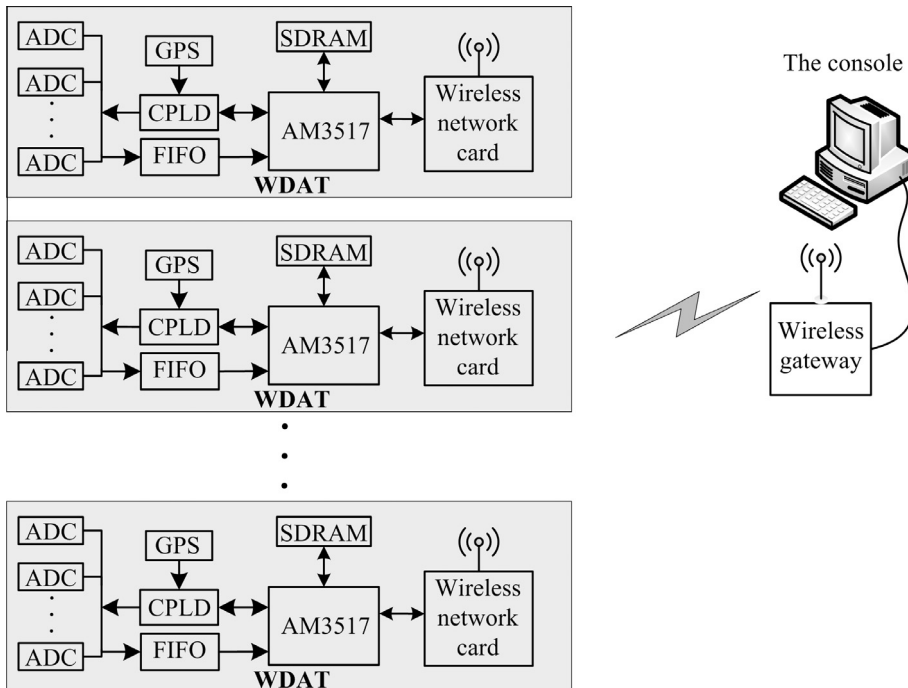 ADC
ADC
ADC
GPS
CPLD
FIFO
SDRAM
AM3517
Wireless
network
card
WDAT
ADC
ADC
ADC
GPS
CPLD
FIFO
SDRAM
AM3517
Wireless
network
card
WDAT
ADC
ADC
ADC
GPS
CPLD
FIFO
SDRAM
AM3517
Wireless
network
card
WDAT
The console
Wireless
gateway